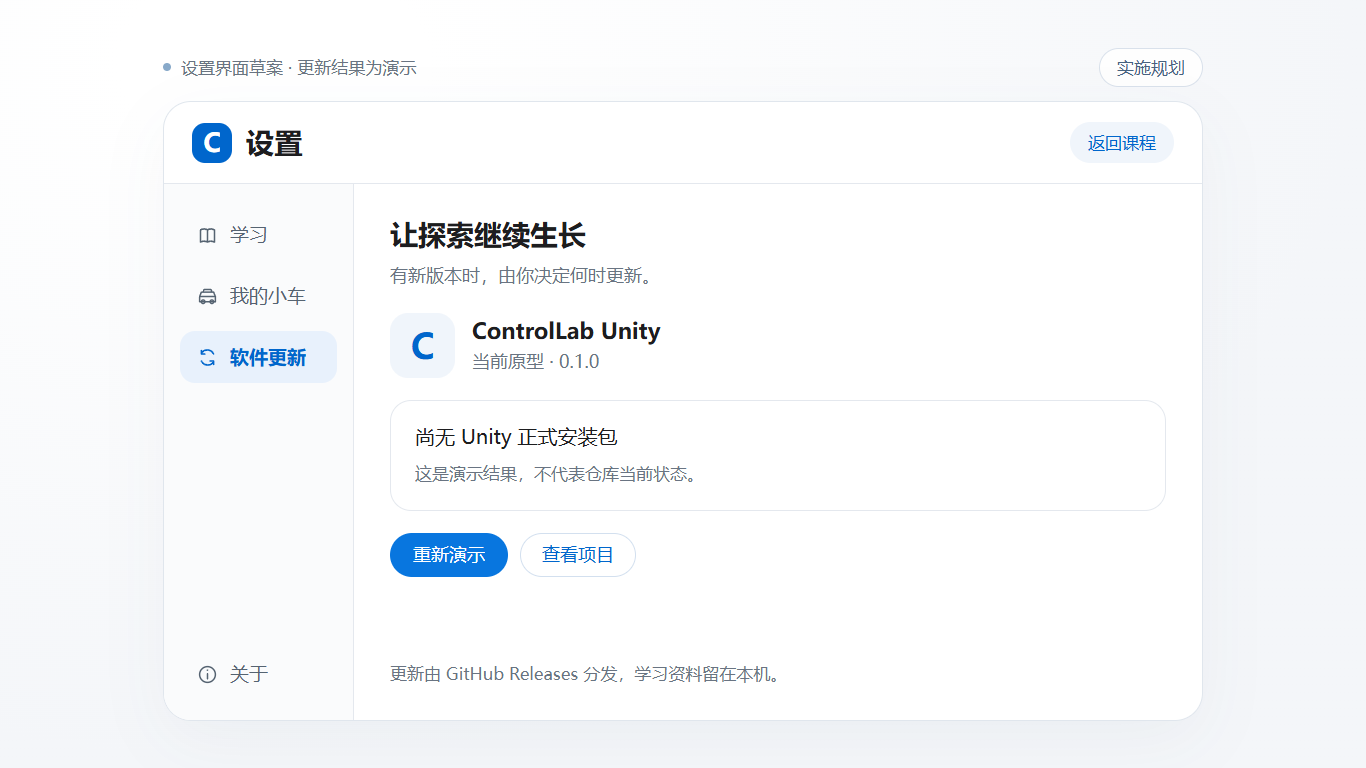 设置界面草案 · 更新结果为演示
实施规划
C 设置
返回课程
学习
我的小车
软件更新
关于
让探索继续生长
有新版本时，由你决定何时更新。
C
ControlLab Unity
当前原型 · 0.1.0
尚无 Unity 正式安装包
这是演示结果，不代表仓库当前状态。
重新演示
查看项目
更新由 GitHub Releases 分发，学习资料留在本机。